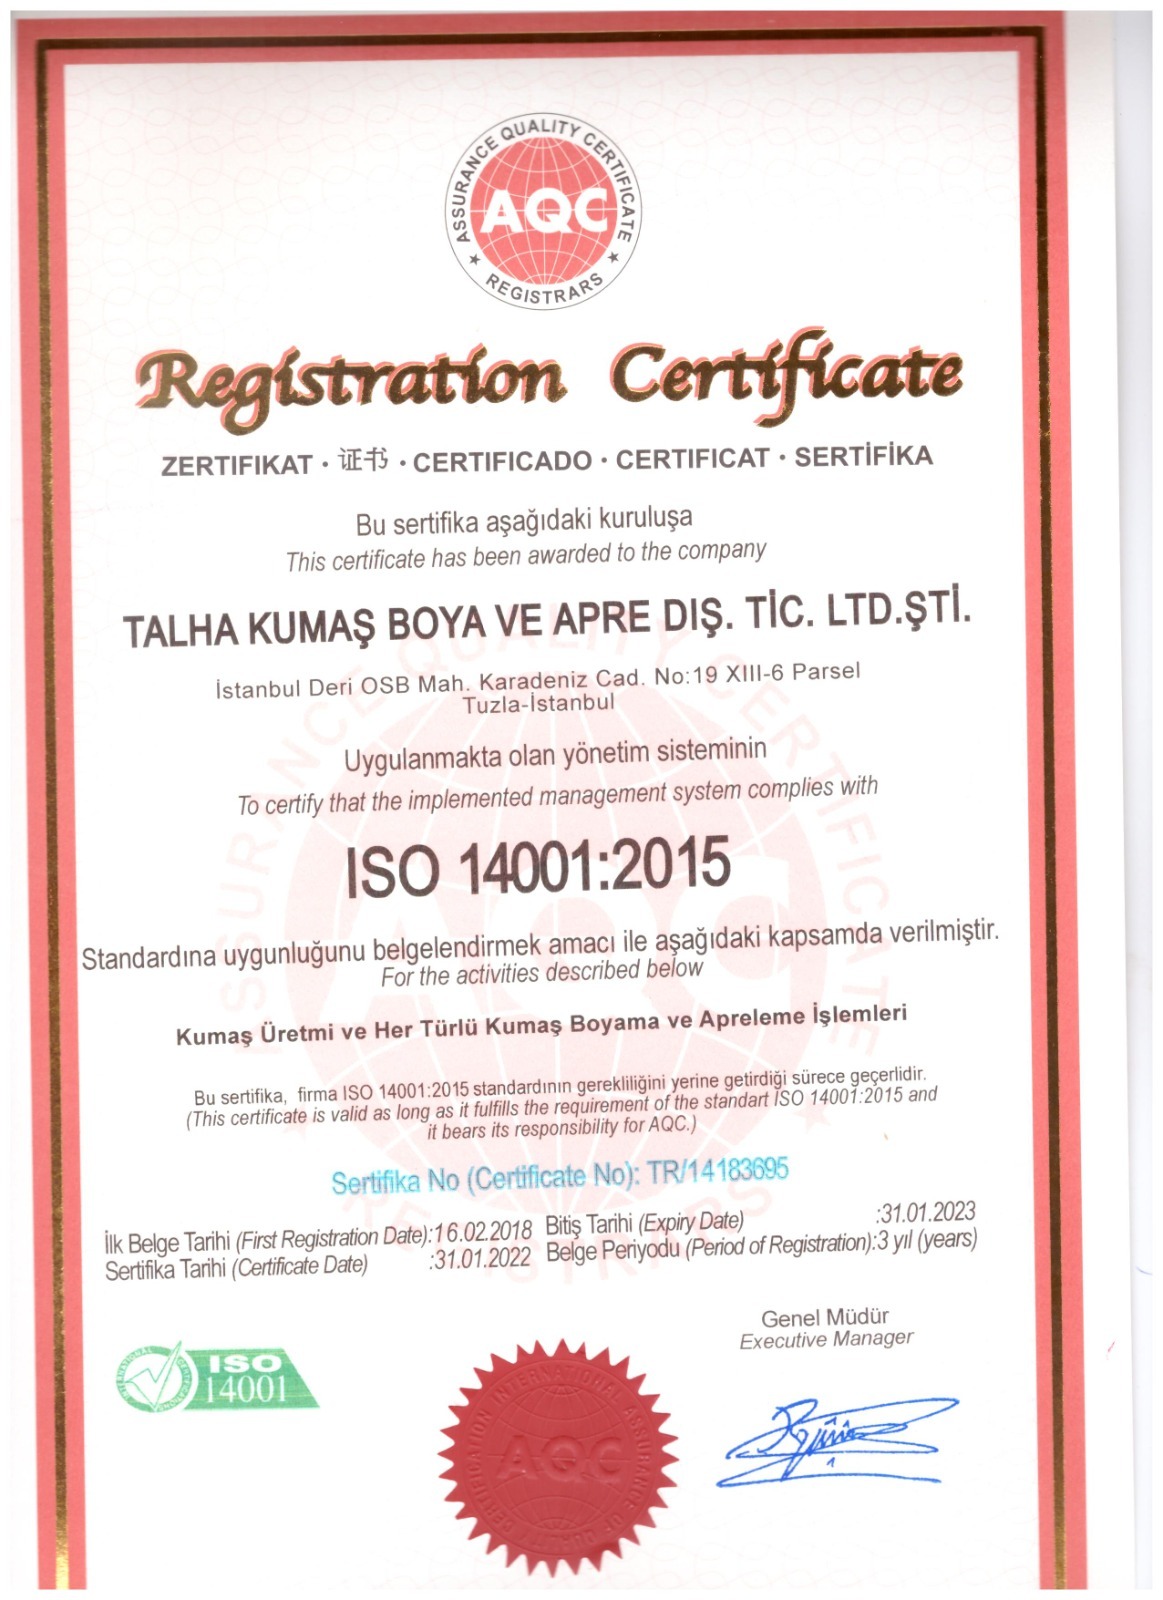 ASSURANCE QUALITY CERTIFICATE
AQC
REGISTRARS
Registration Certificate
ZERTIFIKAT · 证书 · CERTIFICADO · CERTIFICAT · SERTİFİKA
Bu sertifika aşağıdaki kuruluşa
This certificate has been awarded to the company
TALHA KUMAŞ BOYA VE APRE DIŞ. TİC. LTD.ŞTİ.
İstanbul Deri OSB Mah. Karadeniz Cad. No:19 XIII-6 Parsel
Tuzla-İstanbul
Uygulanmakta olan yönetim sisteminin
To certify that the implemented management system complies with
ISO 14001:2015
Standardına uygunluğunu belgelendirmek amacı ile aşağıdaki kapsamda verilmiştir.
For the activities described below
Kumaş Üretmi ve Her Türlü Kumaş Boyama ve Apreleme İşlemleri
Bu sertifika, firma ISO 14001:2015 standardının gerekliliğini yerine getirdiği sürece geçerlidir.
(This certificate is valid as long as it fulfills the requirement of the standart ISO 14001:2015 and
it bears its responsibility for AQC.)
Sertifika No (Certificate No): TR/14183695
İlk Belge Tarihi (First Registration Date):16.02.2018 Bitiş Tarihi (Expiry Date) :31.01.2023
Sertifika Tarihi (Certificate Date) :31.01.2022 Belge Periyodu (Period of Registration):3 yıl (years)
Genel Müdür
Executive Manager
ISO
14001
AQC